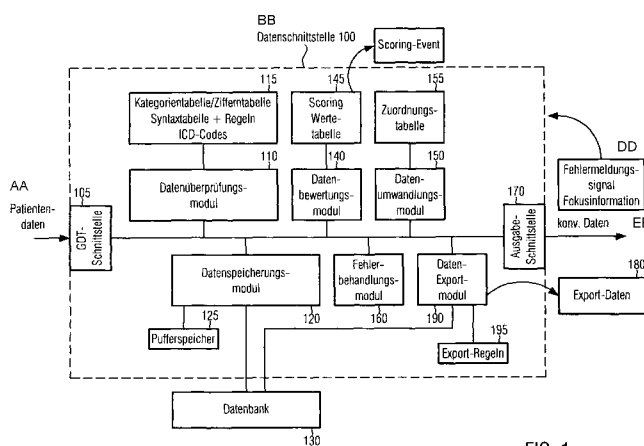 BB
Datenschnittstelle 100
Scoring-Event
115
Kategorientabelle/Zifferntabelle
Syntaxtabelle + Regeln
ICD-Codes
145
Scoring
Werte-
tabelle
155
Zuordnungs-
tabelle
DD
Fehlermeldungs-
signal
Fokusinformation
AA
Patienten-
daten
105
GDT-
Schnittstelle
110
Datenüberprüfungs-
modul
140
Daten-
bewertungs-
modul
150
Daten-
umwandlungs-
modul
170
Ausgabe-
Schnittstelle
EE
konv. Daten
Datenspeicherungs-
modul
120
Fehler-
behandlungs-
modul
160
Daten-
Export-
modul
190
180
Export-Daten
125
Pufferspeicher
195
Export-Regeln
Datenbank
130
FIG. 1